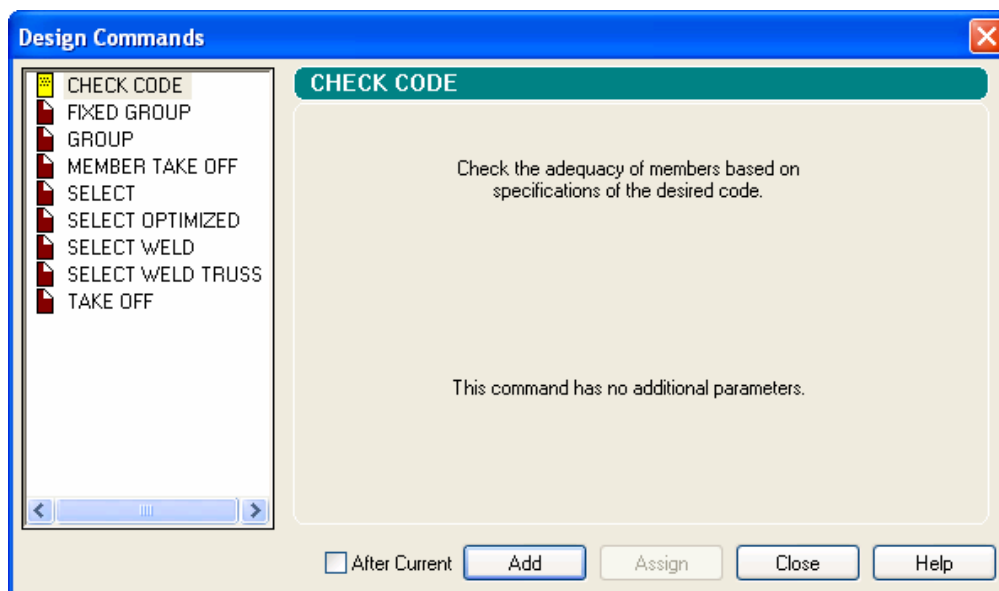 Design Commands
CHECK CODE
FIXED GROUP
GROUP
MEMBER TAKE OFF
SELECT
SELECT OPTIMIZED
SELECT WELD
SELECT WELD TRUSS
TAKE OFF
CHECK CODE
Check the adequacy of members based on
specifications of the desired code.
This command has no additional parameters.
After Current
Add
Assign
Close
Help